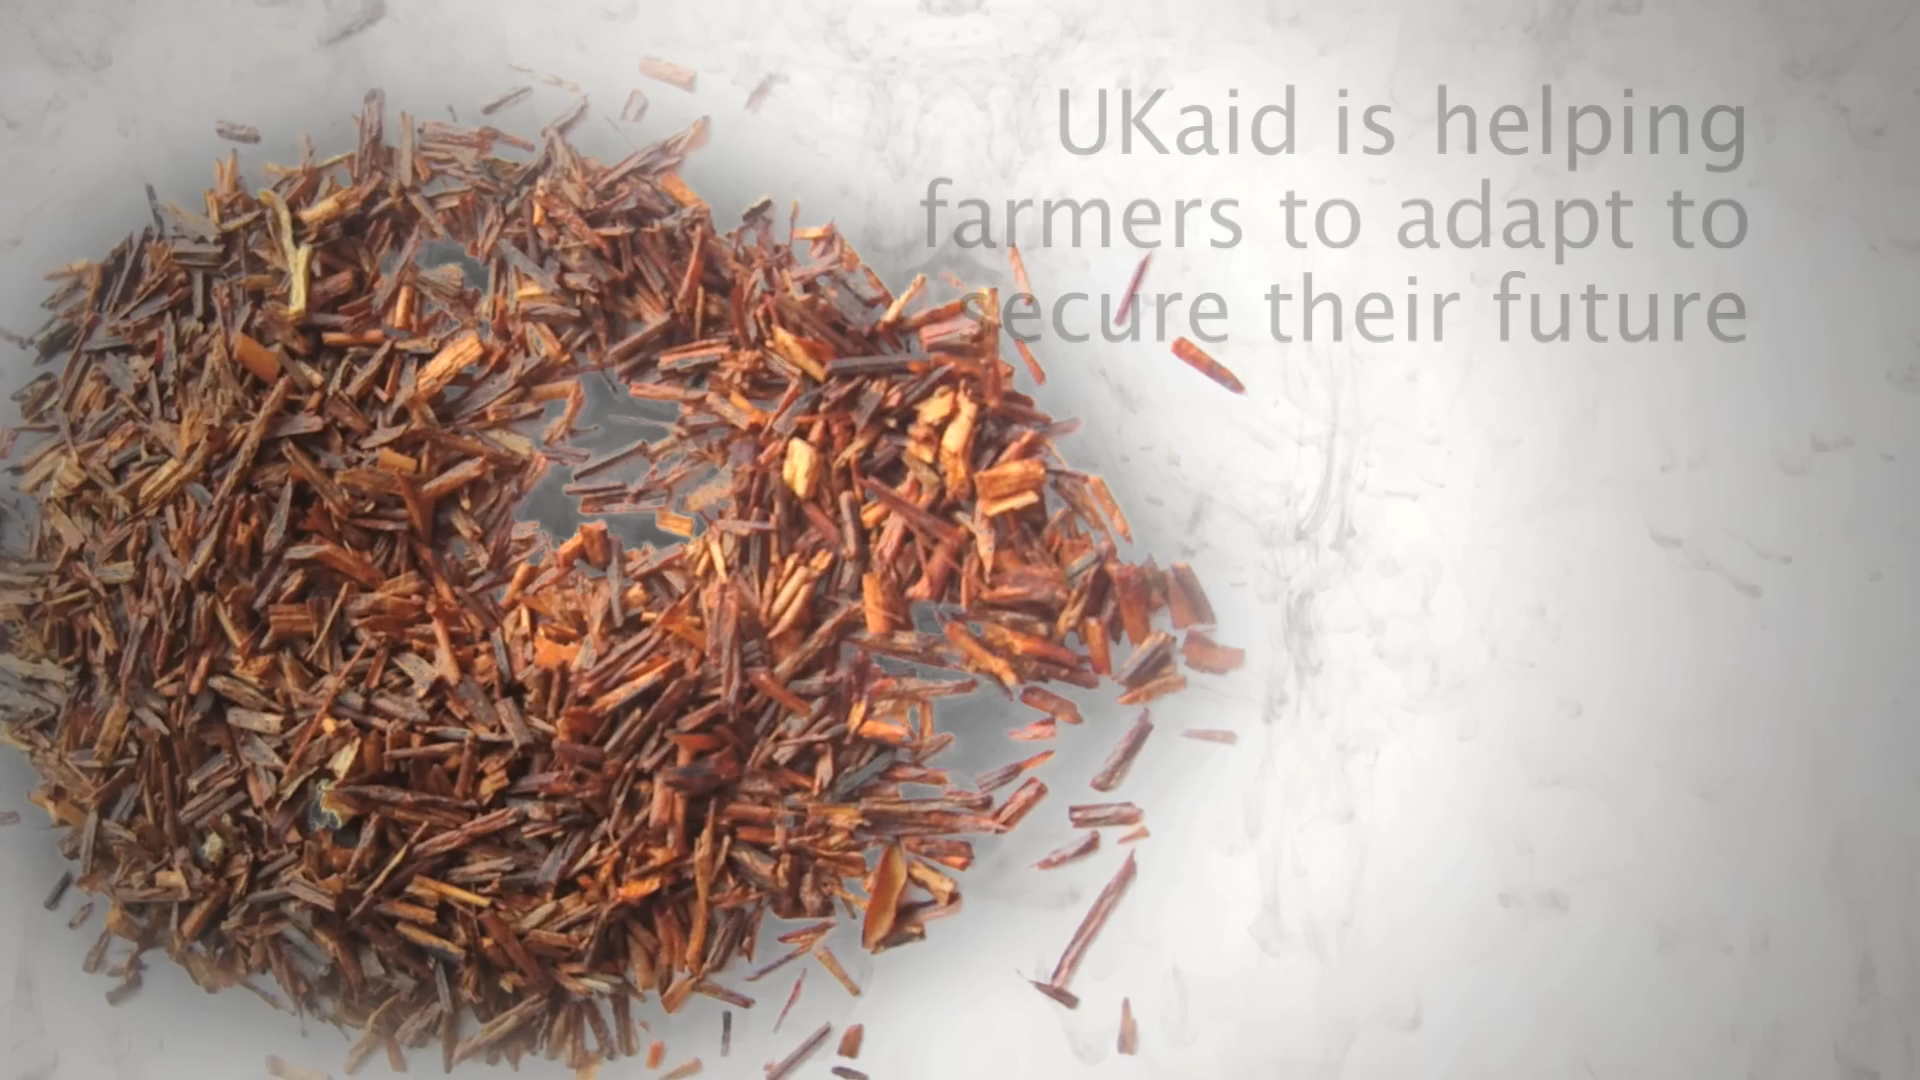 UKaid is helping
farmers to adapt to
secure their future